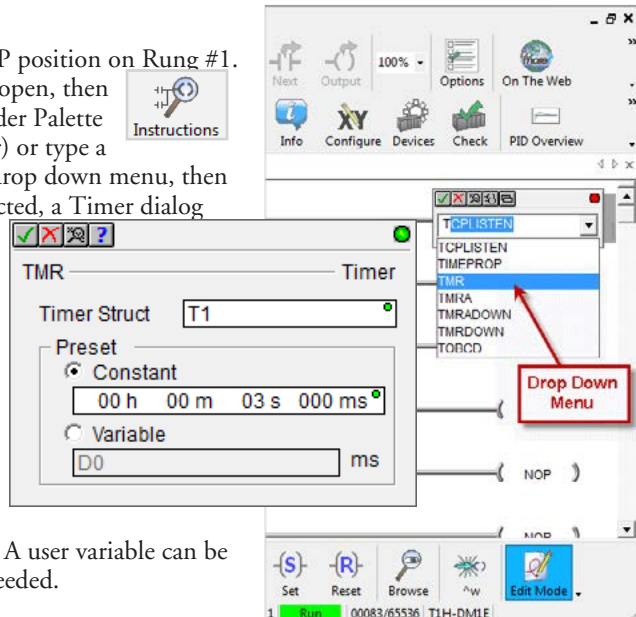 P position on Rung #1.
open, then
der Palette
) or type a
drop down menu, then
cted, a Timer dialog
Instructions
TMR Timer
Timer Struct T1
Preset
Constant
00 h 00 m 03 s 000 ms
Variable
D0 ms
A user variable can be
eeded.
Next Output 100% Options On The Web
Info Configure Devices Check PID Overview
TCPLISTEN
TCPLISTEN
TIMEPROP
TMR
TMRA
TMRADOWN
TMRDOWN
TOBCD
Drop Down
Menu
NOP
NOP
Set Reset Browse ^w Edit Mode
1 Run 00083/65536 T1H-DM1E